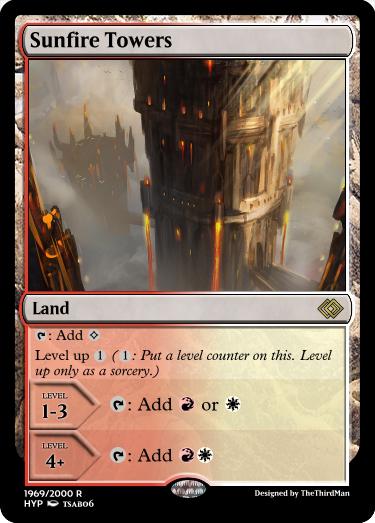 Sunfire Towers
Land
: Add
Level up 1 ( 1: Put a level counter on this. Level
up only as a sorcery.)
LEVEL
1-3
: Add or
LEVEL
4+
: Add
1969/2000 R
HYP TSABO6
Designed by TheThirdMan